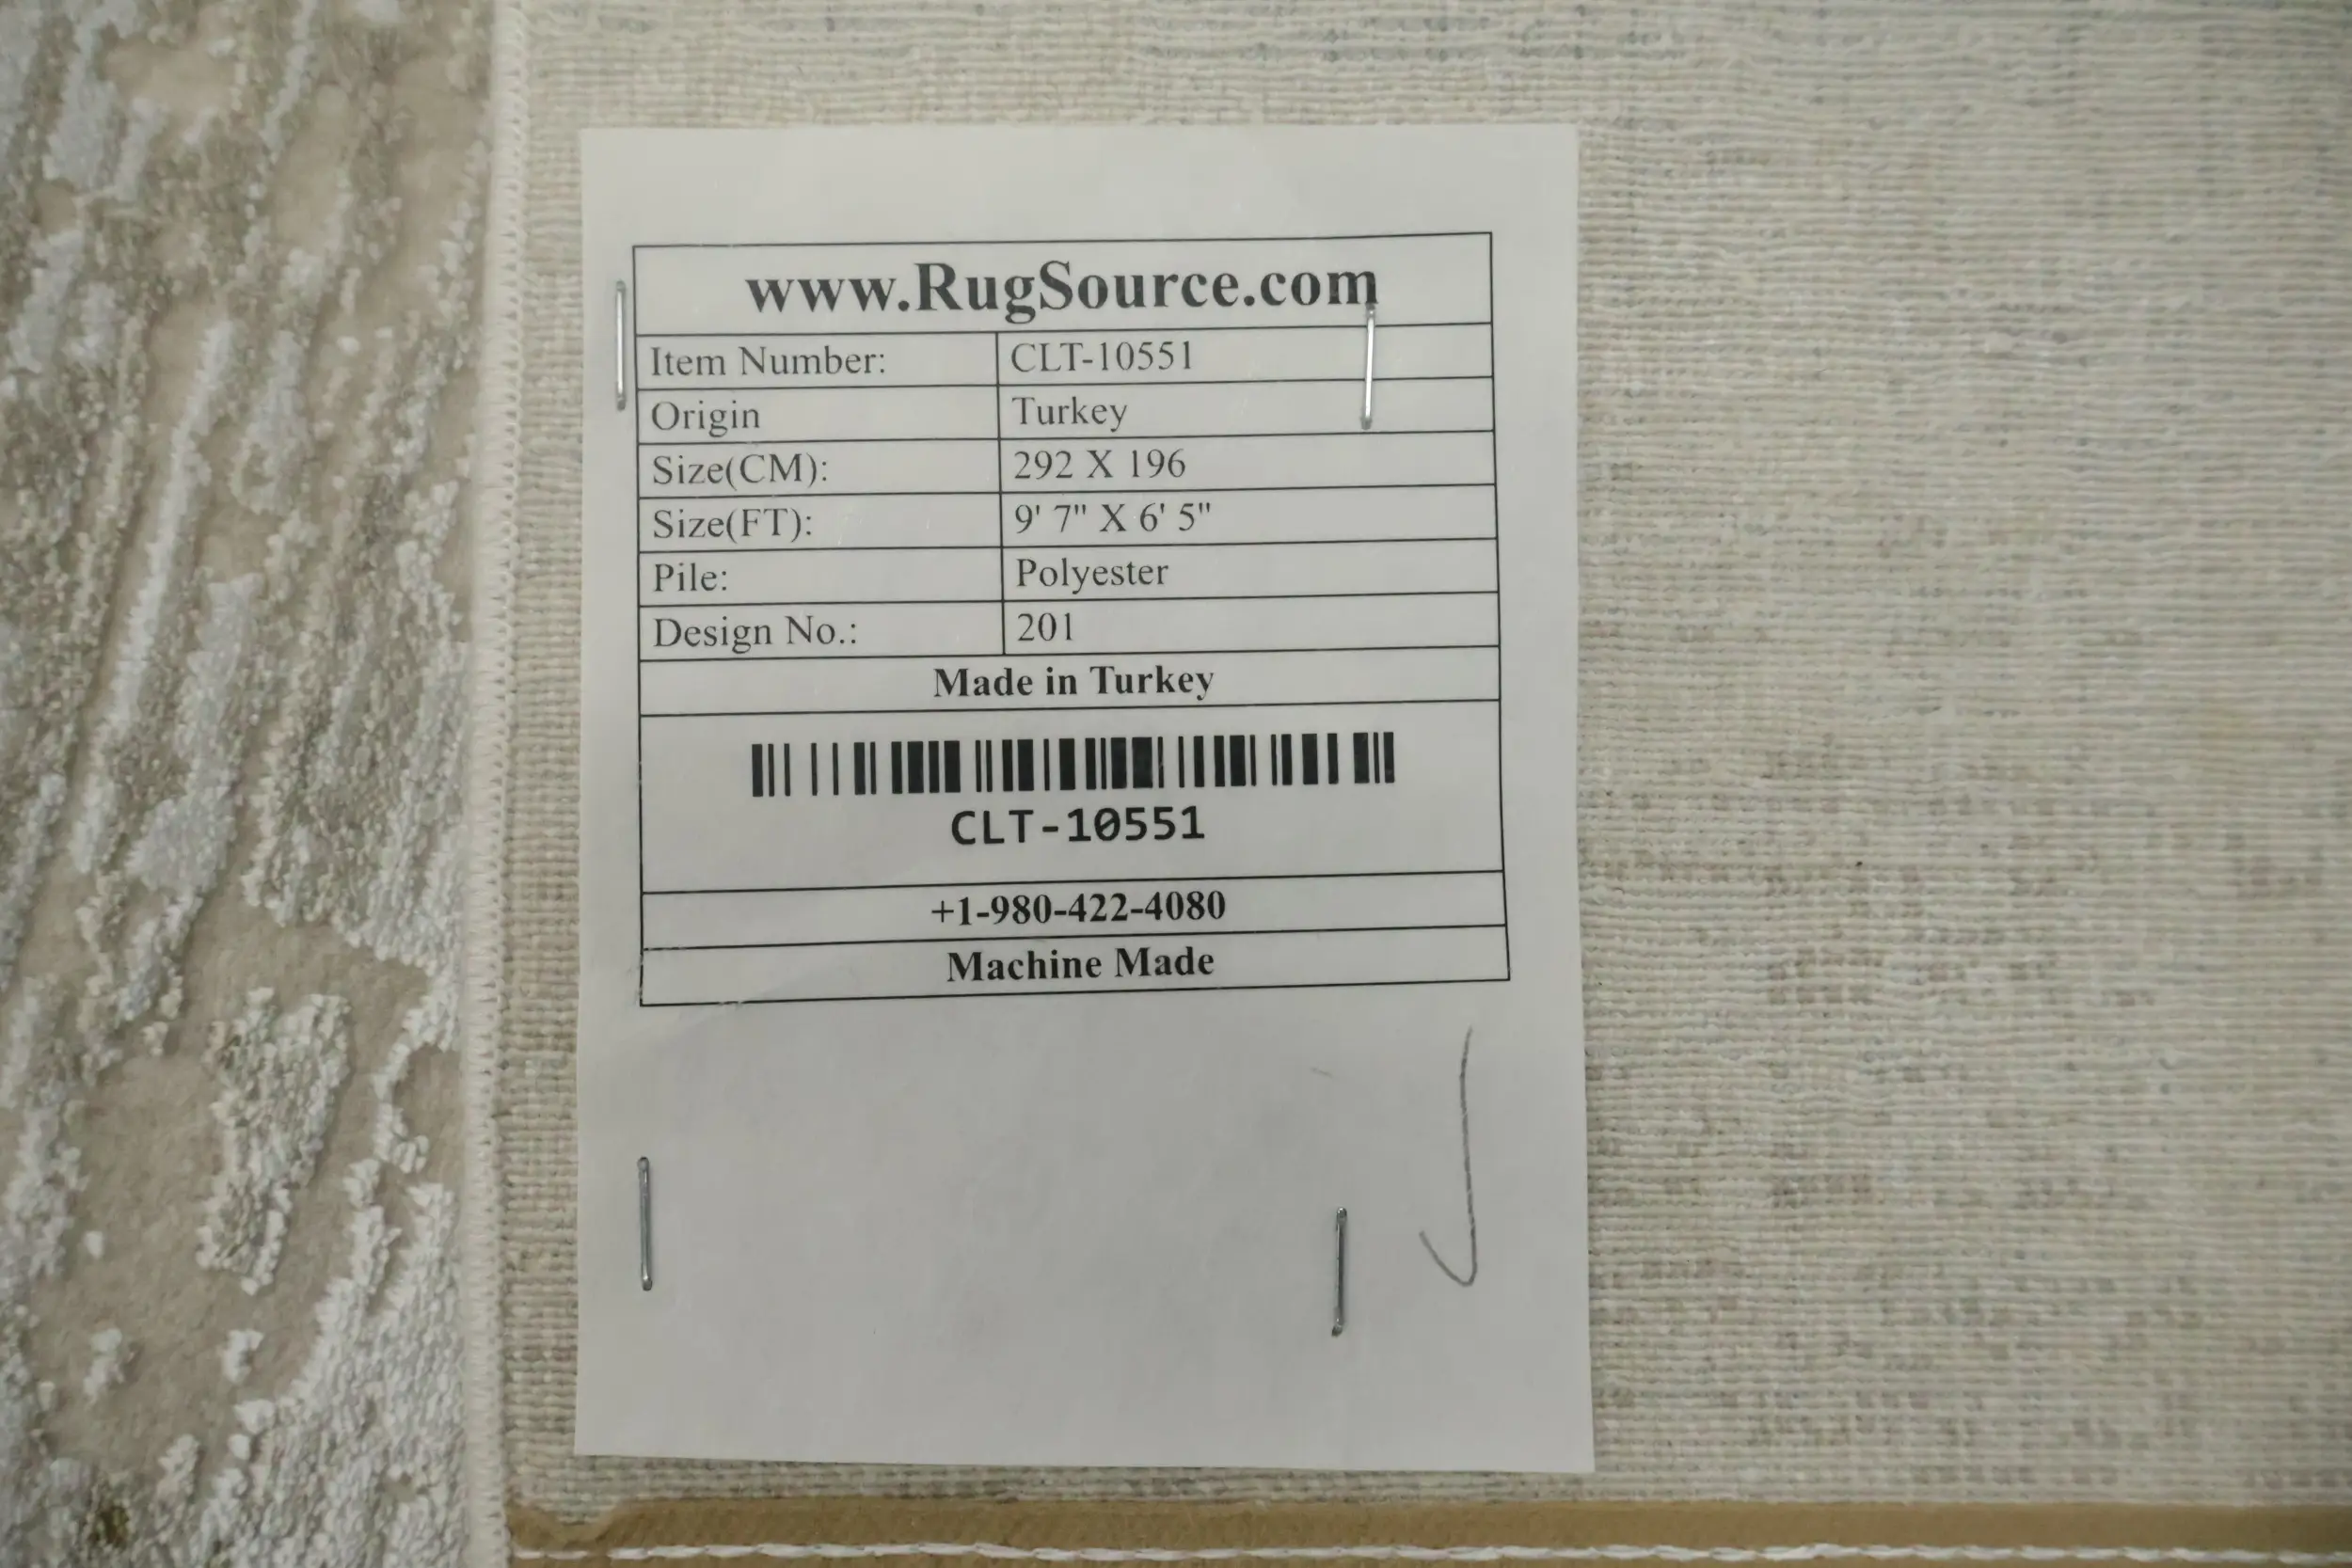 www.RugSource.com
Item Number: CLT-10551
Origin Turkey
Size(CM): 292 X 196
Size(FT): 9' 7" X 6' 5"
Pile: Polyester
Design No.: 201
Made in Turkey
CLT-10551
+1-980-422-4080
Machine Made